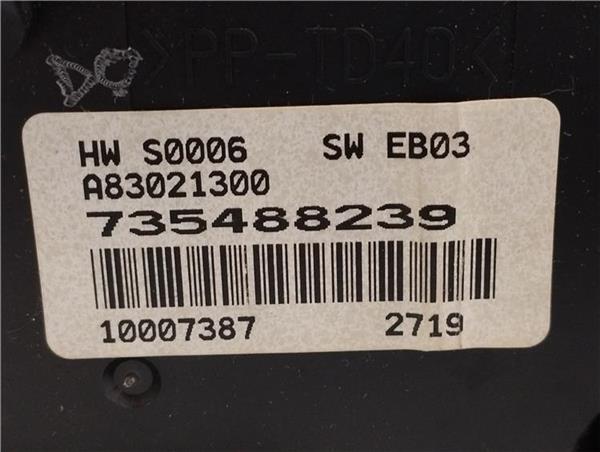 >PP-TD40<
HW S0006 SW EB03
A83021300
735488239
10007387 2719